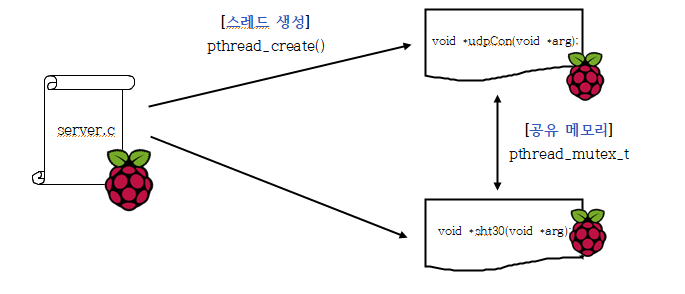 [스레드 생성]
pthread_create()
void *udpCon(void *arg);
server.c
[공유 메모리]
pthread_mutex_t
void *sht30(void *arg);